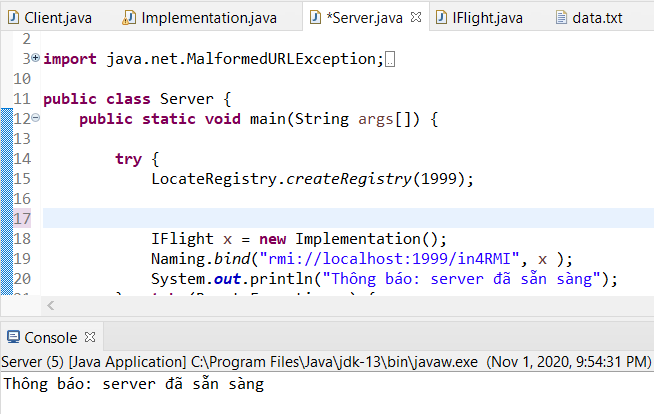 Client.java Implementation.java *Server.java IFlight.java data.txt
2
3 import java.net.MalformedURLException;
10
11 public class Server {
12 public static void main(String args[]) {
13
14 try {
15 LocateRegistry.createRegistry(1999);
16
17
18 IFlight x = new Implementation();
19 Naming.bind("rmi://localhost:1999/in4RMI", x );
20 System.out.println("Thông báo: server đã sẵn sàng");
Console
Server (5) [Java Application] C:\Program Files\Java\jdk-13\bin\javaw.exe (Nov 1, 2020, 9:54:31 PM)
Thông báo: server đã sẵn sàng